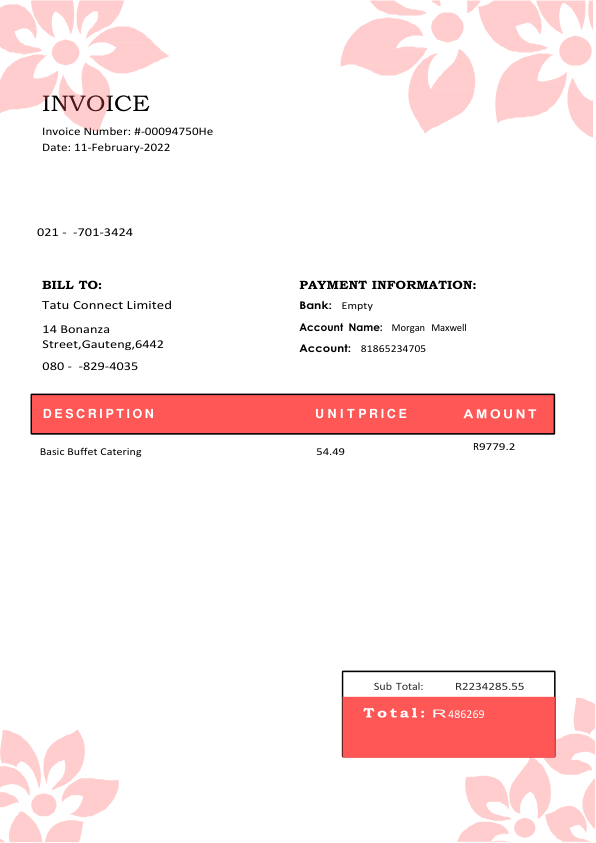 INVOICE
Invoice Number: #-00094750He
Date: 11-February-2022
021 - -701-3424
BILL TO:
Tatu Connect Limited
14 Bonanza
Street,Gauteng,6442
080 - -829-4035
PAYMENT INFORMATION:
Bank: Empty
Account Name: Morgan Maxwell
Account: 81865234705
DESCRIPTION UNITPRICE AMOUNT
Basic Buffet Catering 54.49 R9779.2
Sub Total: R2234285.55
Total: R486269